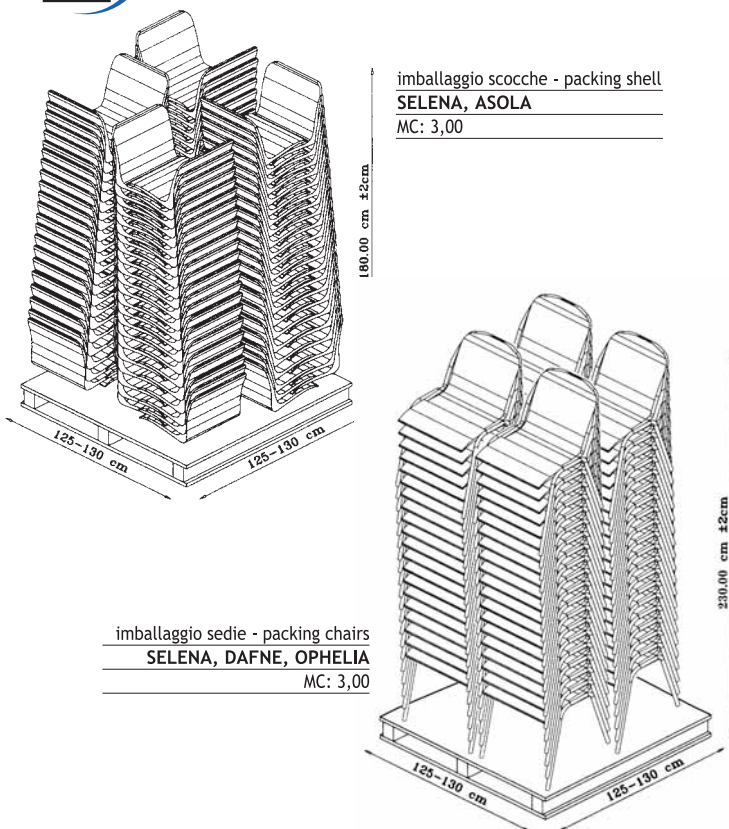 imballaggio scocche - packing shell
SELENA, ASOLA
MC: 3,00
180.00 cm ±2cm
125-130 cm
125-130 cm
230.00 cm ±2cm
imballaggio sedie - packing chairs
SELENA, DAFNE, OPHELIA
MC: 3,00
125-130 cm
125-130 cm